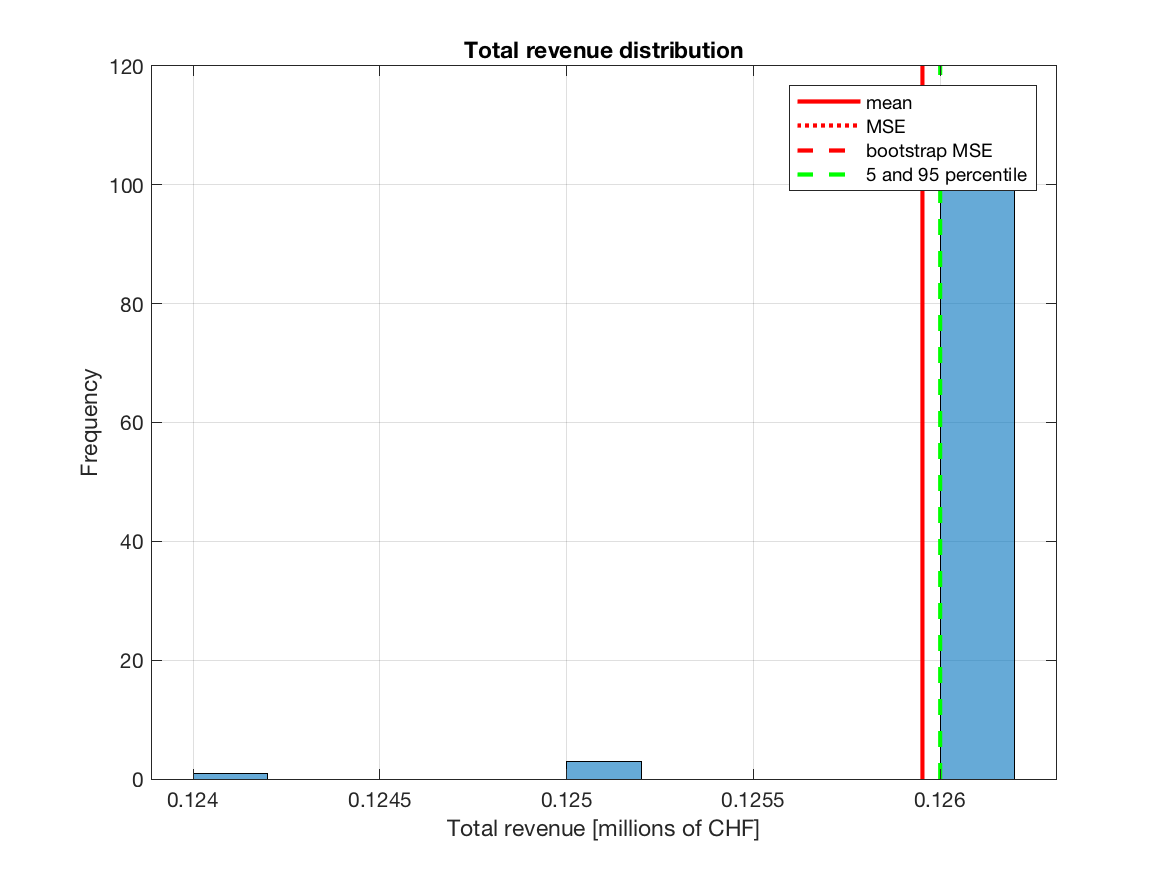 Total revenue distribution
120
100
80
60
40
20
0
Frequency
mean
MSE
bootstrap MSE
5 and 95 percentile
0.124
0.1245
0.125
0.1255
0.126
Total revenue [millions of CHF]